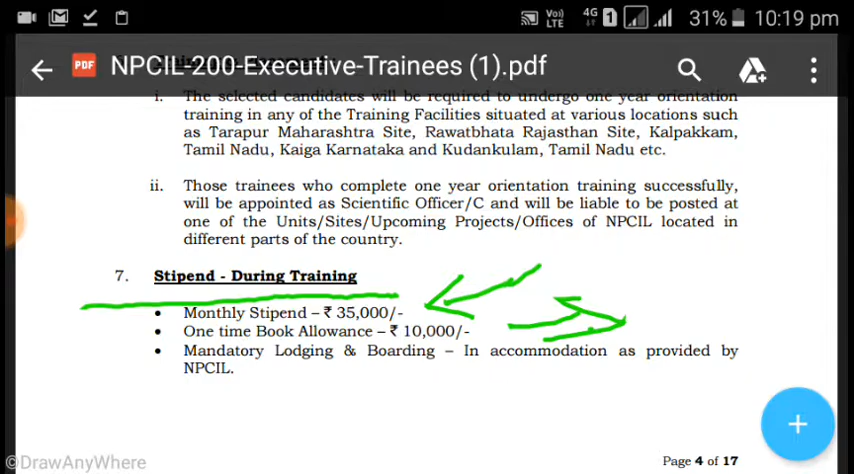 Vo))
LTE
4G
1
31%
10:19 pm
PDF
NPCIL-200-Executive-Trainees (1).pdf
i. The selected candidates will be required to undergo one year orientation
training in any of the Training Facilities situated at various locations such
as Tarapur Maharashtra Site, Rawatbhata Rajasthan Site, Kalpakkam,
Tamil Nadu, Kaiga Karnataka and Kudankulam, Tamil Nadu etc.
ii. Those trainees who complete one year orientation training successfully,
will be appointed as Scientific Officer/C and will be liable to be posted at
one of the Units/Sites/Upcoming Projects/Offices of NPCIL located in
different parts of the country.
7. Stipend - During Training
• Monthly Stipend – ₹ 35,000/-
• One time Book Allowance – ₹ 10,000/-
• Mandatory Lodging & Boarding – In accommodation as provided by
NPCIL.
©DrawAnyWhere
Page 4 of 17